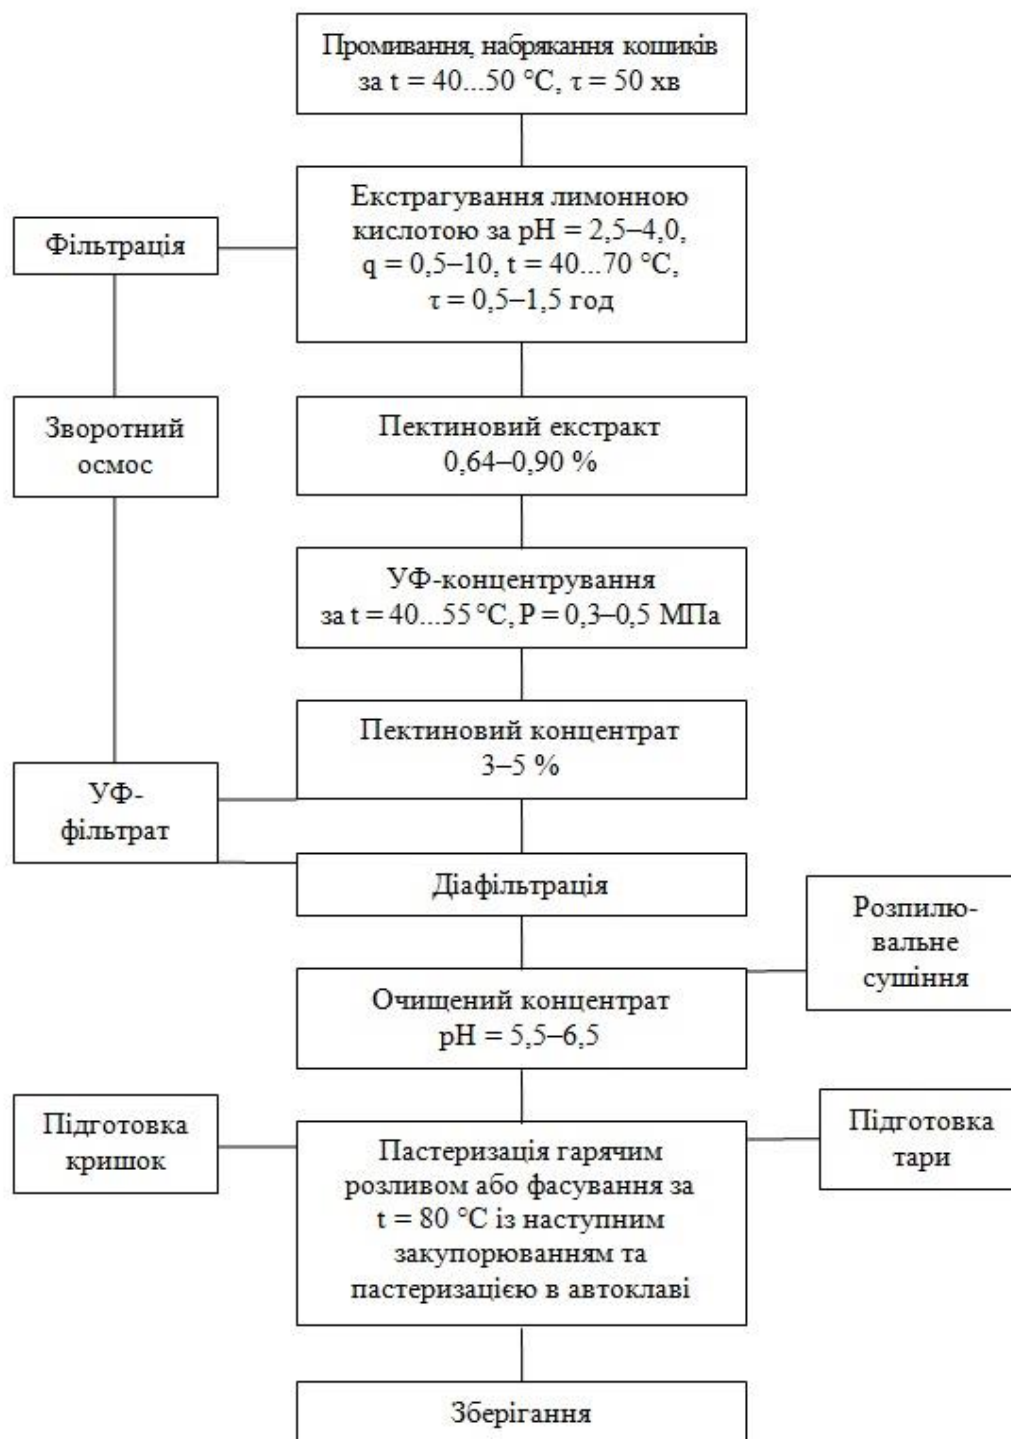 Промивання, набрякання кошиків
за t = 40...50 °C, τ = 50 хв
Екстрагування лимонною
кислотою за pH = 2,5–4,0,
q = 0,5–10, t = 40...70 °C,
τ = 0,5–1,5 год
Фільтрація
Зворотний
осмос
Пектиновий екстракт
0,64–0,90 %
УФ-концентрування
за t = 40...55 °C, P = 0,3–0,5 МПа
Пектиновий концентрат
3–5 %
УФ-
фільтрат
Діафільтрація
Розпилю-
вальне
сушіння
Очищений концентрат
pH = 5,5–6,5
Підготовка
кришок
Пастеризація гарячим
розливом або фасування за
t = 80 °C із наступним
закупорюванням та
пастеризацією в автоклаві
Підготовка
тари
Зберігання